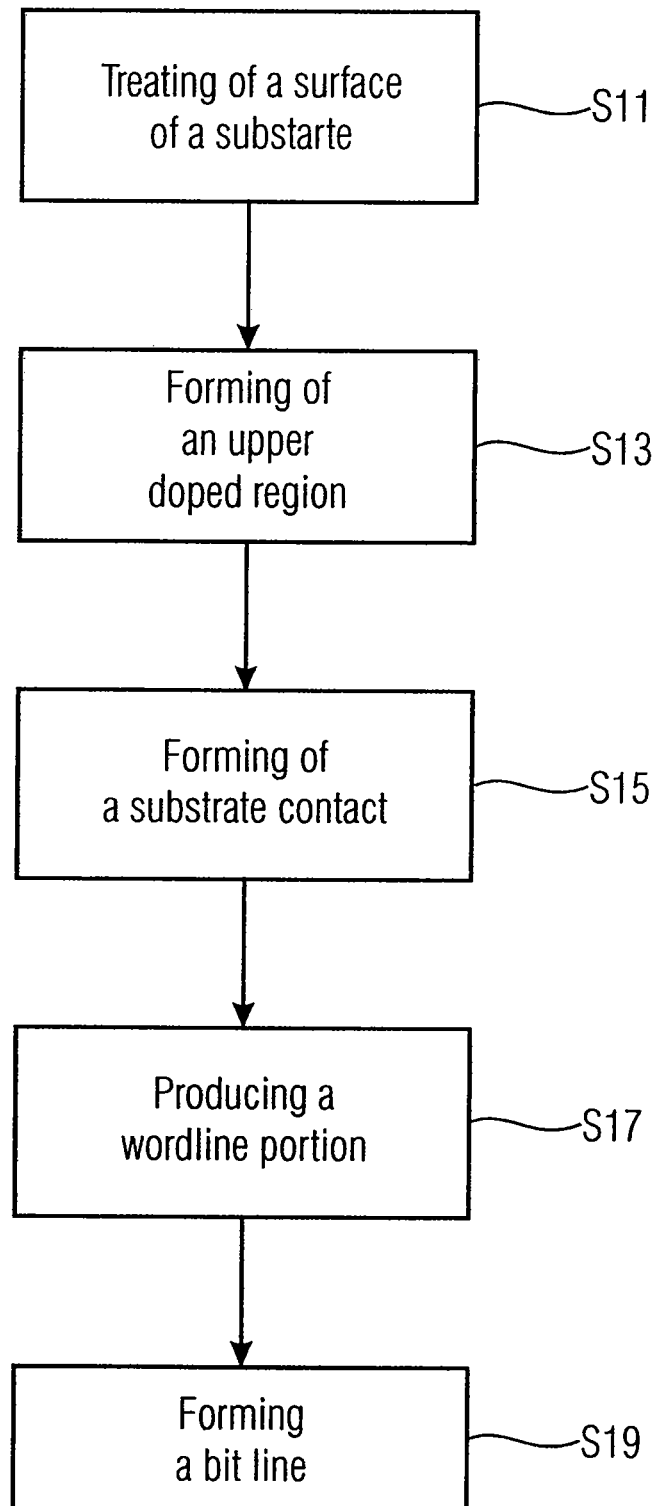 Treating of a surface
of a substarte
S11
Forming of
an upper
doped region
S13
Forming of
a substrate contact
S15
Producing a
wordline portion
S17
Forming
a bit line
S19